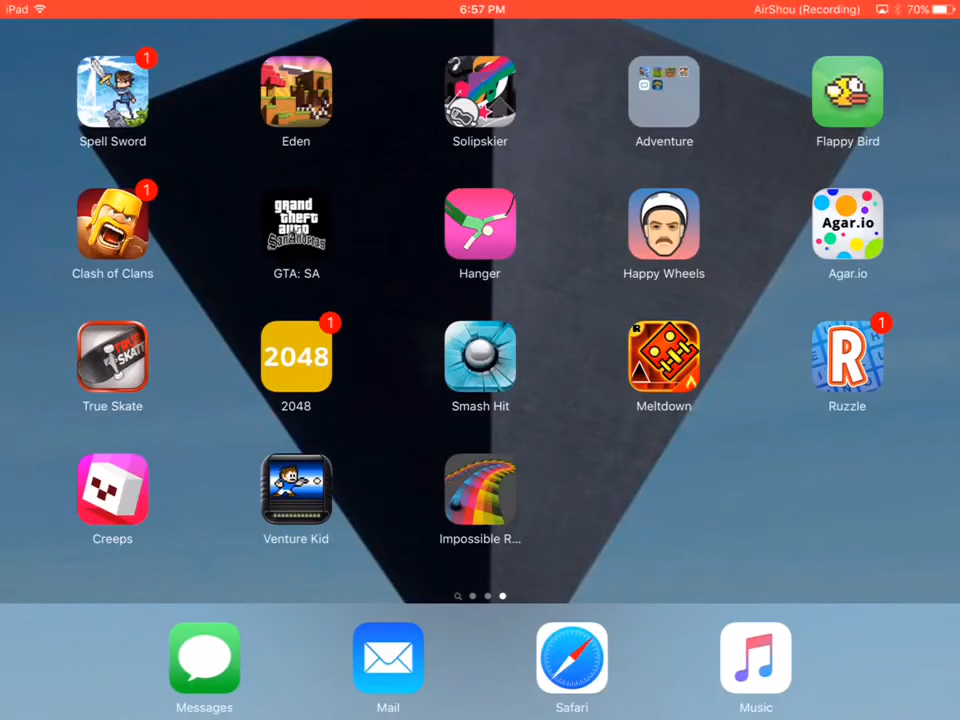 iPad 6:57 PM AirShou (Recording) 70%
1
Spell Sword Eden Solipskier Adventure Flappy Bird
1
grand
theft
auto
SanAndreas
Agar.io
Clash of Clans GTA: SA Hanger Happy Wheels Agar.io
1 1
TRUE
SKATE
2048
R
R
True Skate 2048 Smash Hit Meltdown Ruzzle
Creeps Venture Kid Impossible R...
Messages Mail Safari Music